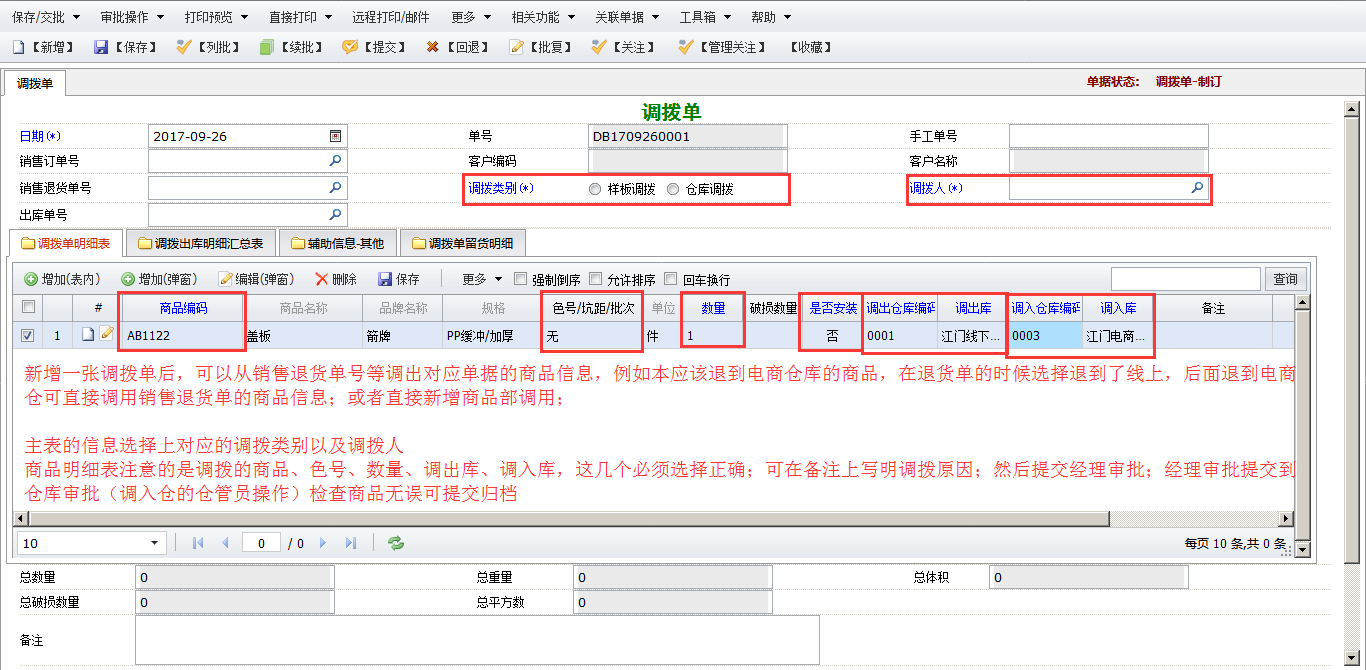 保存/交批 审批操作 打印预览 直接打印 远程打印/邮件 更多 相关功能 关联单据 工具箱 帮助
【新增】 【保存】 【列批】 【续批】 【提交】 【回退】 【批复】 【关注】 【管理关注】 【收藏】
调拨单 单据状态: 调拨单-制订
调拨单
日期(*) 2017-09-26 单号 DB1709260001 手工单号
销售订单号 客户编码 客户名称
销售退货单号 调拨类别(*) 样板调拨 仓库调拨 调拨人(*)
出库单号
调拨单明细表 调拨出库明细汇总表 辅助信息-其他 调拨单留货明细
增加(表内) 增加(弹窗) 编辑(弹窗) 删除 保存 更多 强制倒序 允许排序 回车换行 查询
# 商品编码 商品名称 品牌名称 规格 色号/坑距/批次 单位 数量 破损数量 是否安装 调出仓库编码 调出库 调入仓库编码 调入库 备注
1 AB1122 盖板 箭牌 PP缓冲/加厚 无 件 1 否 0001 江门线下... 0003 江门电商...
新增一张调拨单后，可以从销售退货单号等调出对应单据的商品信息，例如本应该退到电商仓库的商品，在退货单的时候选择退到了线上，后面退到电商
仓可直接调用销售退货单的商品信息；或者直接新增商品部调用；
主表的信息选择上对应的调拨类别以及调拨人
商品明细表注意的是调拨的商品、色号、数量、调出库、调入库，这几个必须选择正确；可在备注上写明调拨原因；然后提交经理审批；经理审批提交到
仓库审批（调入仓的仓管员操作）检查商品无误可提交归档
10 0 / 0 每页 10 条,共 0 条
总数量 0 总重量 0 总体积 0
总破损数量 0 总平方数 0
备注